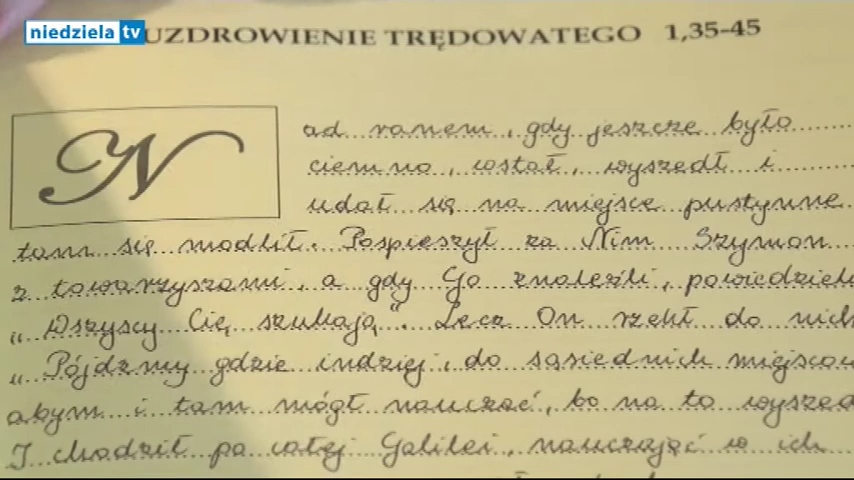 niedziela tv
UZDROWIENIE TRĘDOWATEGO 1,35-45
Nad ranem, gdy jeszcze było
ciemno, wstał, wyszedł i
udał się na miejsce pustynne
tam się modlił. Pospieszył za Nim Szymon
z towarzyszami, a gdy Go znaleźli, powiedzieli
„Wszyscy Cię szukają". Lecz On rzekł do nich
„Pójdźmy gdzie indziej, do sąsiednich miejscow
abym i tam mógł nauczać, bo na to wyszed
I chodził po całej Galilei, nauczając w ich